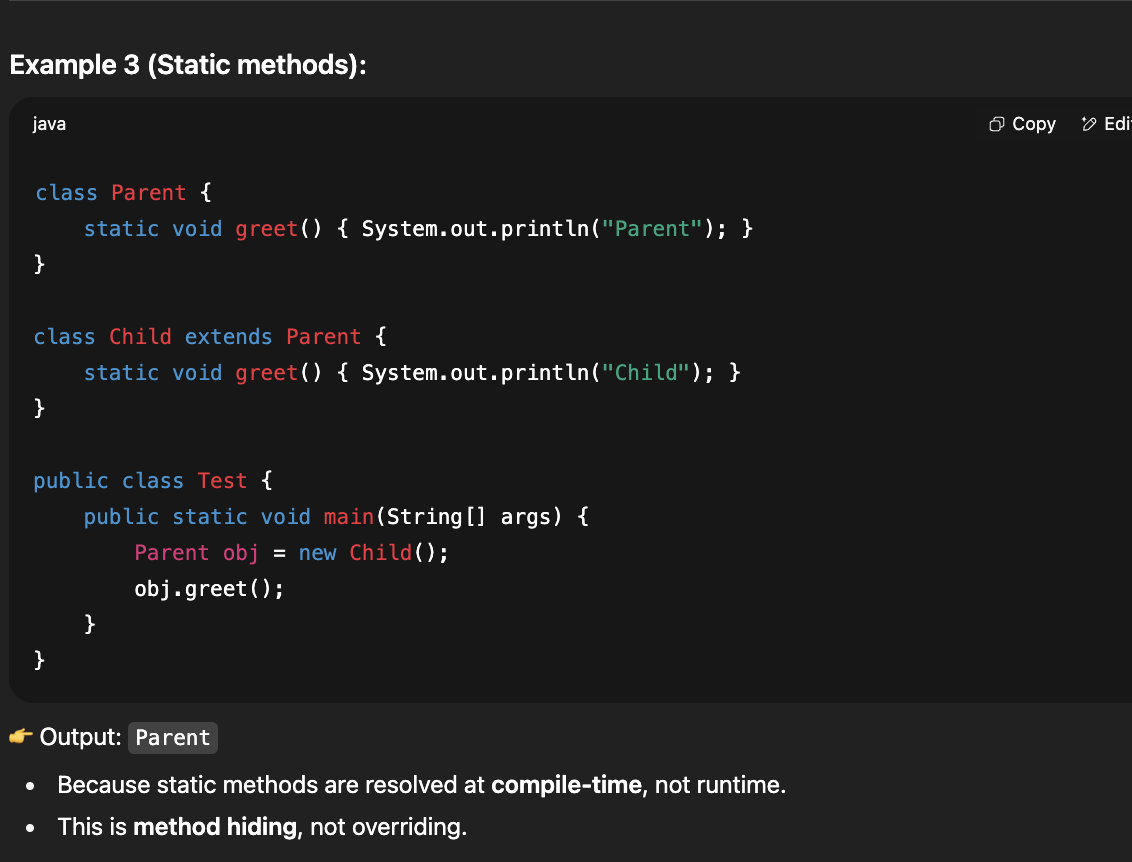 Example 3 (Static methods):
java
Copy Edi
class Parent {
    static void greet() { System.out.println("Parent"); }
}
class Child extends Parent {
    static void greet() { System.out.println("Child"); }
}
public class Test {
    public static void main(String[] args) {
        Parent obj = new Child();
        obj.greet();
    }
}
👉 Output: Parent
• Because static methods are resolved at compile-time, not runtime.
• This is method hiding, not overriding.